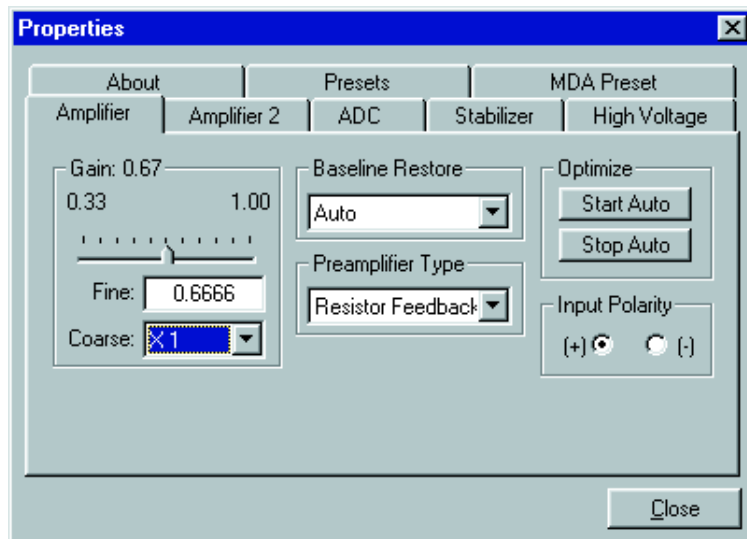 Properties
About Presets MDA Preset
Amplifier Amplifier 2 ADC Stabilizer High Voltage
Gain: 0.67
0.33 1.00
Fine: 0.6666
Coarse: X 1
Baseline Restore
Auto
Preamplifier Type
Resistor Feedback
Optimize
Start Auto
Stop Auto
Input Polarity
(+) (-)
Close